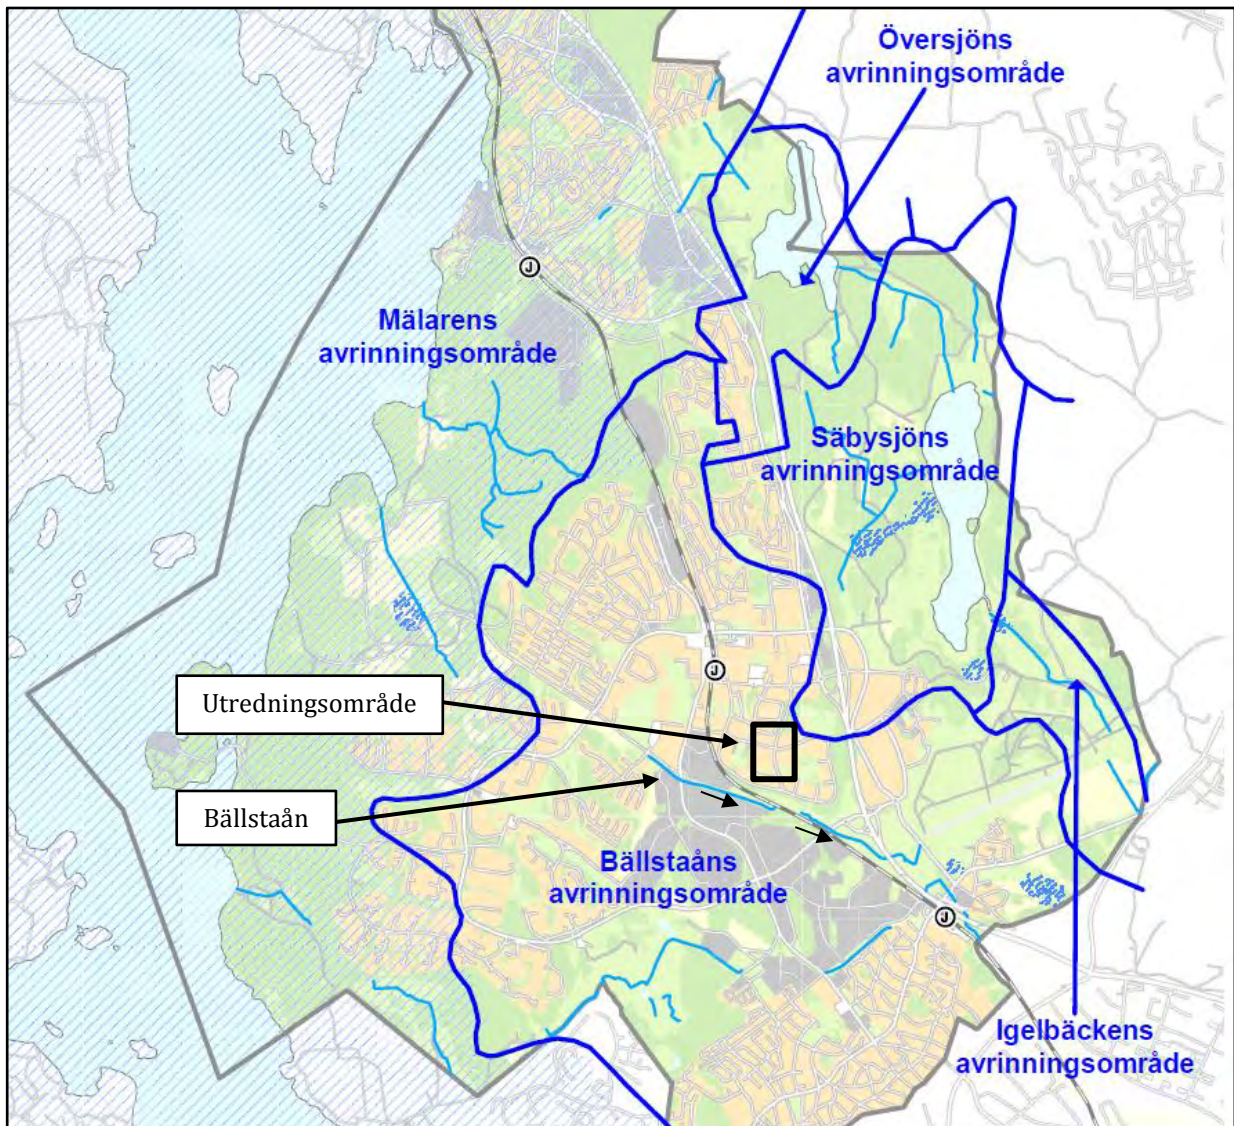 Översjöns
avrinningsområde
J
Mälarens
avrinningsområde
Säbysjöns
avrinningsområde
J
Utredningsområde
Bällstaån
Bällstaåns
avrinningsområde
J
Igelbäckens
avrinningsområde